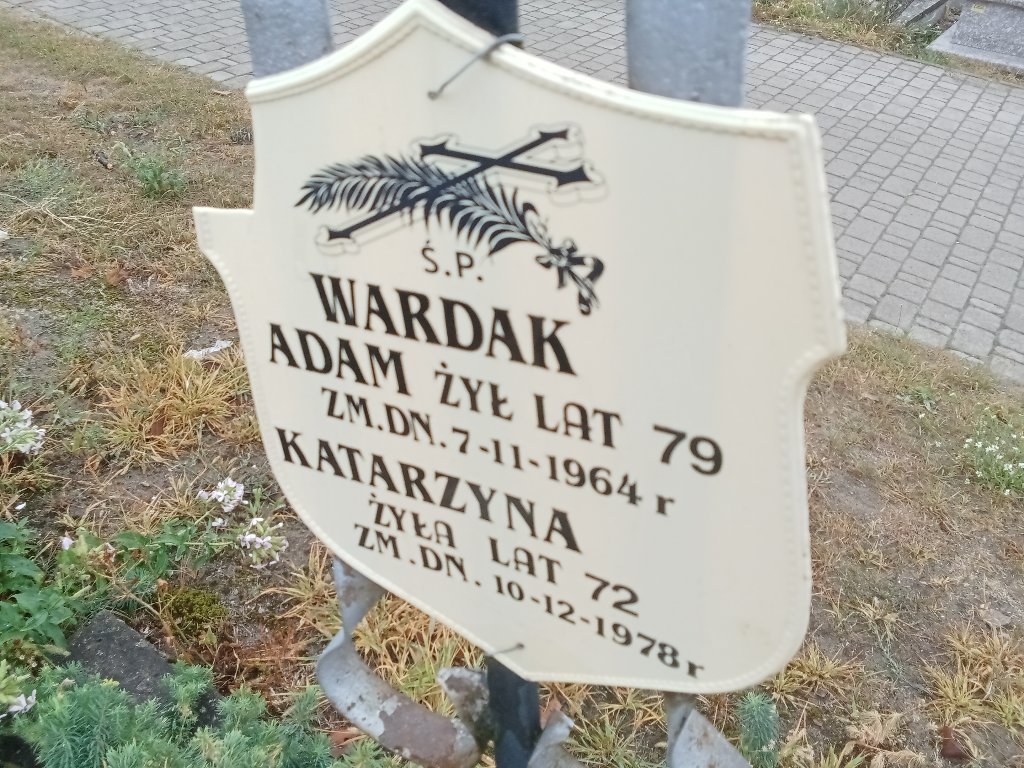 Ś.P.
WARDAK
ADAM ŻYŁ LAT 79
ZM.DN. 7-11-1964 r
KATARZYNA
ŻYŁA LAT 72
ZM.DN. 10-12-1978 r